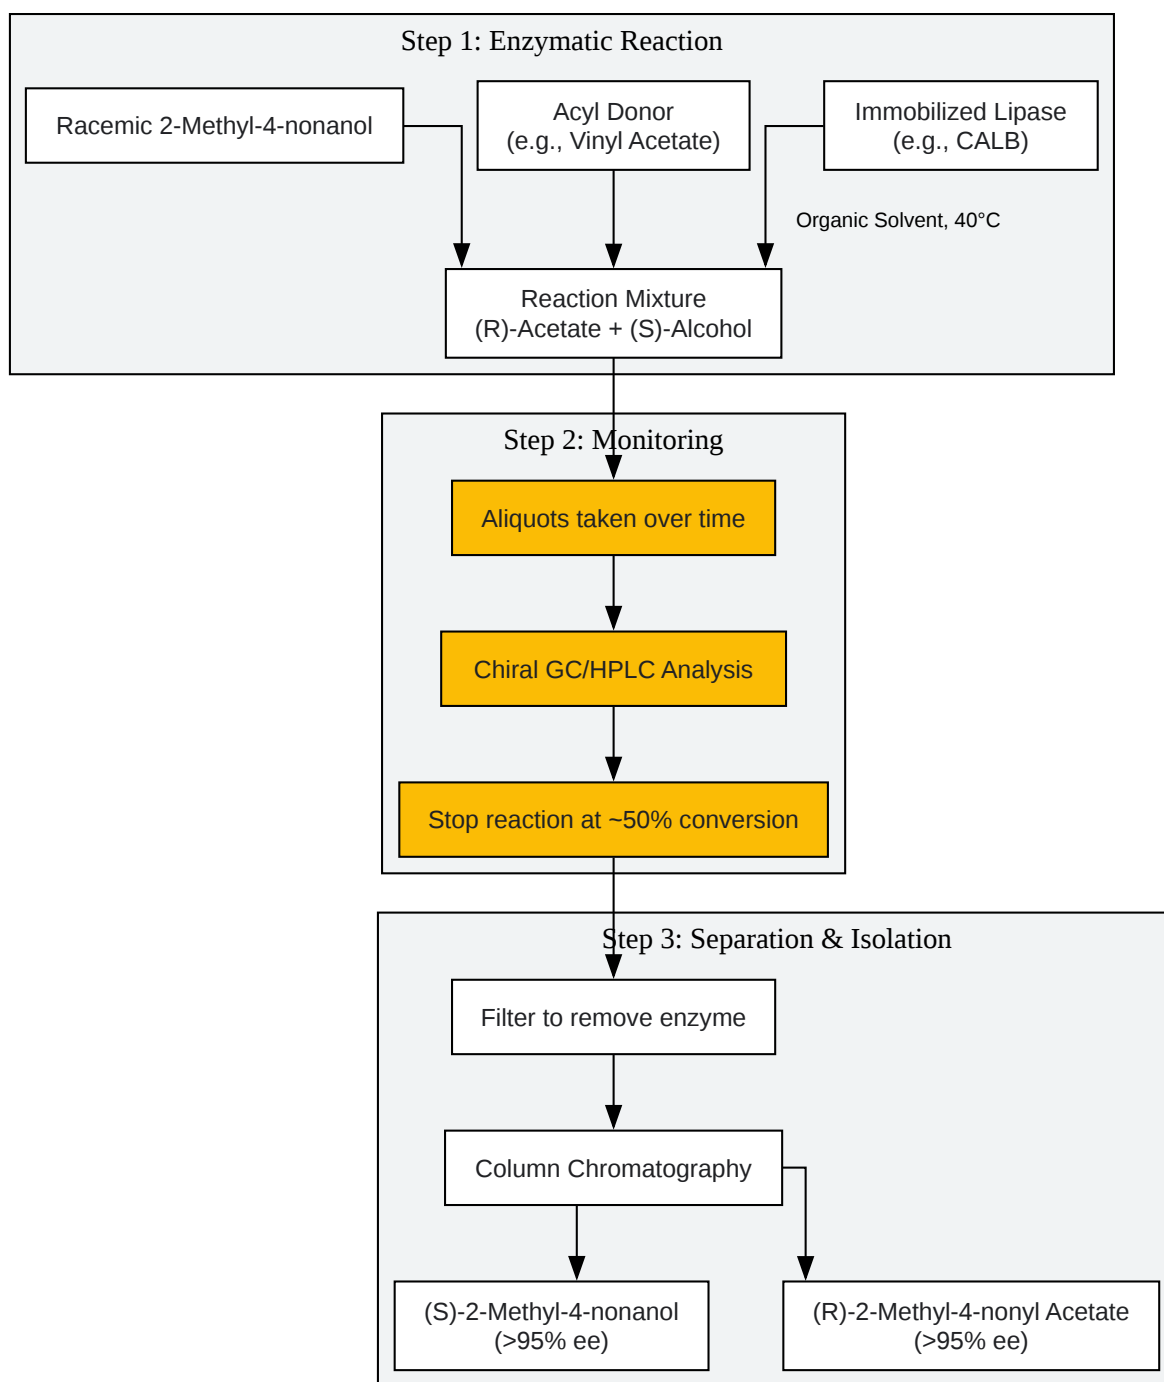 Step 1: Enzymatic Reaction
Racemic 2-Methyl-4-nonanol
Acyl Donor
(e.g., Vinyl Acetate)
Immobilized Lipase
(e.g., CALB)
Organic Solvent, 40°C
Reaction Mixture
(R)-Acetate + (S)-Alcohol
Step 2: Monitoring
Aliquots taken over time
Chiral GC/HPLC Analysis
Stop reaction at ~50% conversion
Step 3: Separation & Isolation
Filter to remove enzyme
Column Chromatography
(S)-2-Methyl-4-nonanol
(>95% ee)
(R)-2-Methyl-4-nonyl Acetate
(>95% ee)